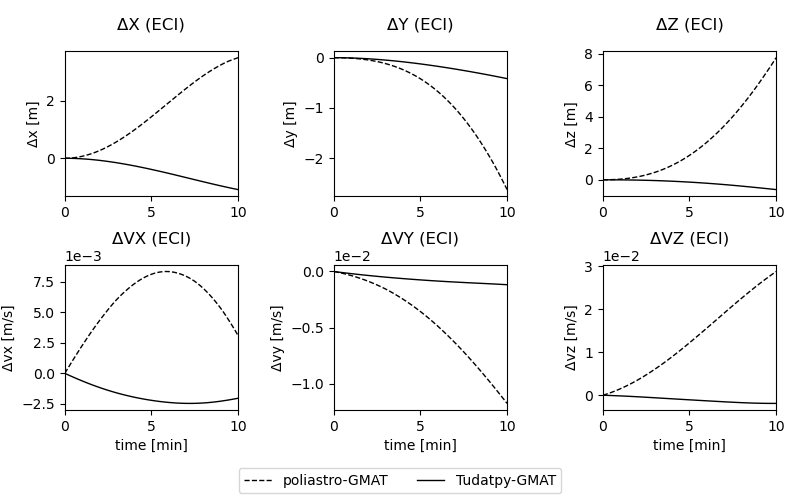 ΔX (ECI)
ΔY (ECI)
ΔZ (ECI)
Δx [m]
2
0
0
5
10
Δy [m]
0
−1
−2
0
5
10
Δz [m]
8
6
4
2
0
0
5
10
ΔVX (ECI)
ΔVY (ECI)
ΔVZ (ECI)
1e−3
Δvx [m/s]
7.5
5.0
2.5
0.0
−2.5
0
5
10
time [min]
1e−2
Δvy [m/s]
0.0
−0.5
−1.0
0
5
10
time [min]
1e−2
Δvz [m/s]
3
2
1
0
0
5
10
time [min]
poliastro-GMAT
Tudatpy-GMAT